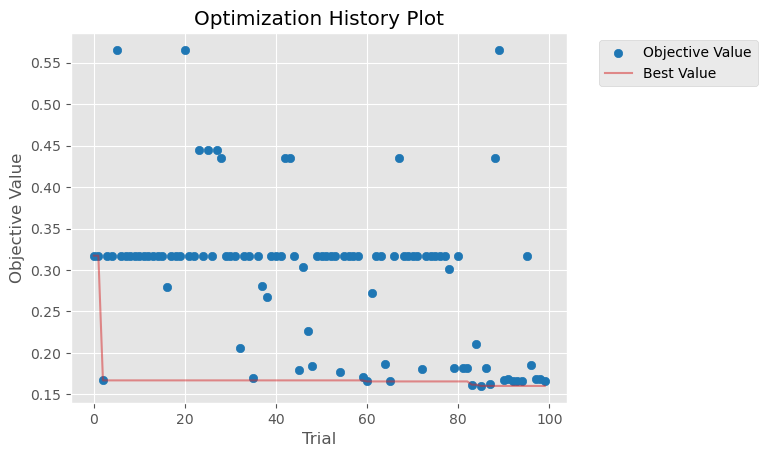 Optimization History Plot
Objective Value
Best Value
0.55
0.50
0.45
0.40
0.35
0.30
0.25
0.20
0.15
Objective Value
0 20 40 60 80 100
Trial